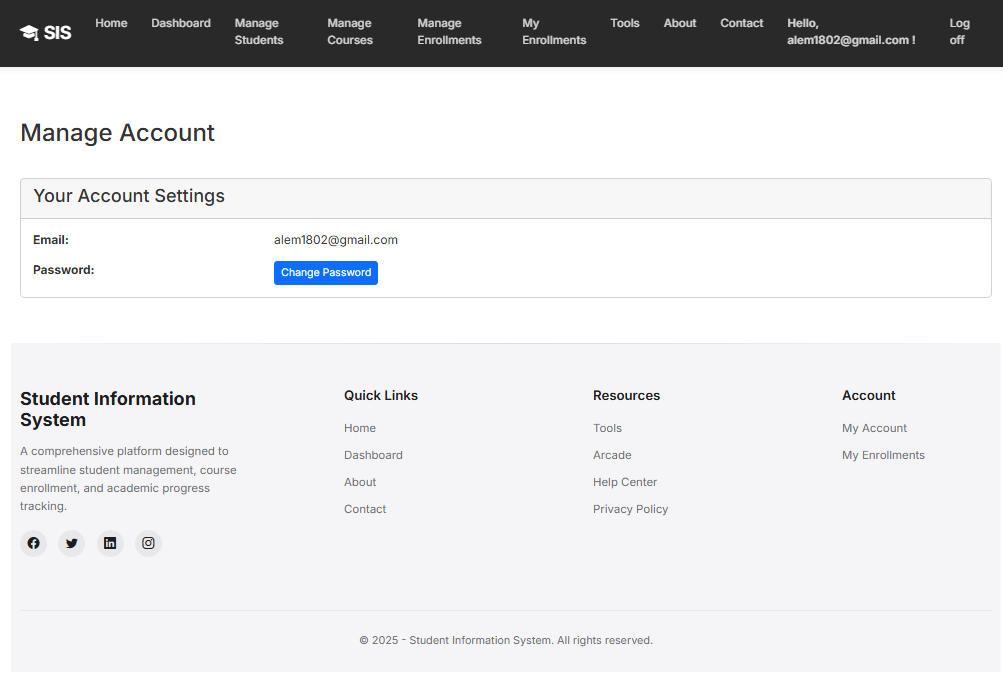 SIS
Home
Dashboard
Manage
Students
Manage
Courses
Manage
Enrollments
My
Enrollments
Tools
About
Contact
Hello,
alem1802@gmail.com !
Log
off
Manage Account
Your Account Settings
Email: alem1802@gmail.com
Password: Change Password
Student Information
System
A comprehensive platform designed to
streamline student management, course
enrollment, and academic progress
tracking.
Quick Links
Home
Dashboard
About
Contact
Resources
Tools
Arcade
Help Center
Privacy Policy
Account
My Account
My Enrollments
© 2025 - Student Information System. All rights reserved.